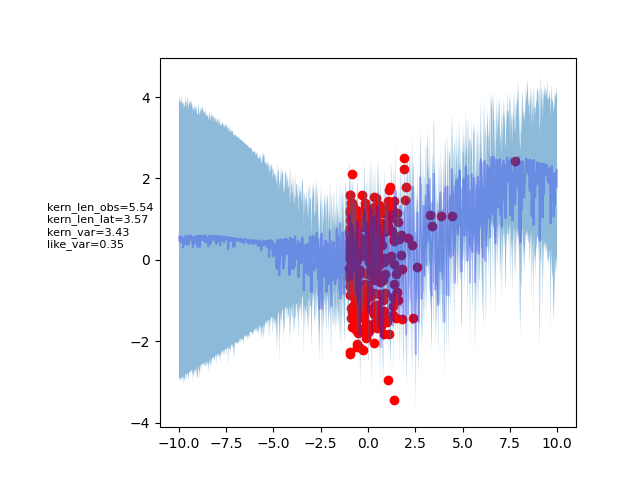 4
2
0
−2
−4
kern_len_obs=5.54
kern_len_lat=3.57
kern_var=3.43
like_var=0.35
−10.0 −7.5 −5.0 −2.5 0.0 2.5 5.0 7.5 10.0